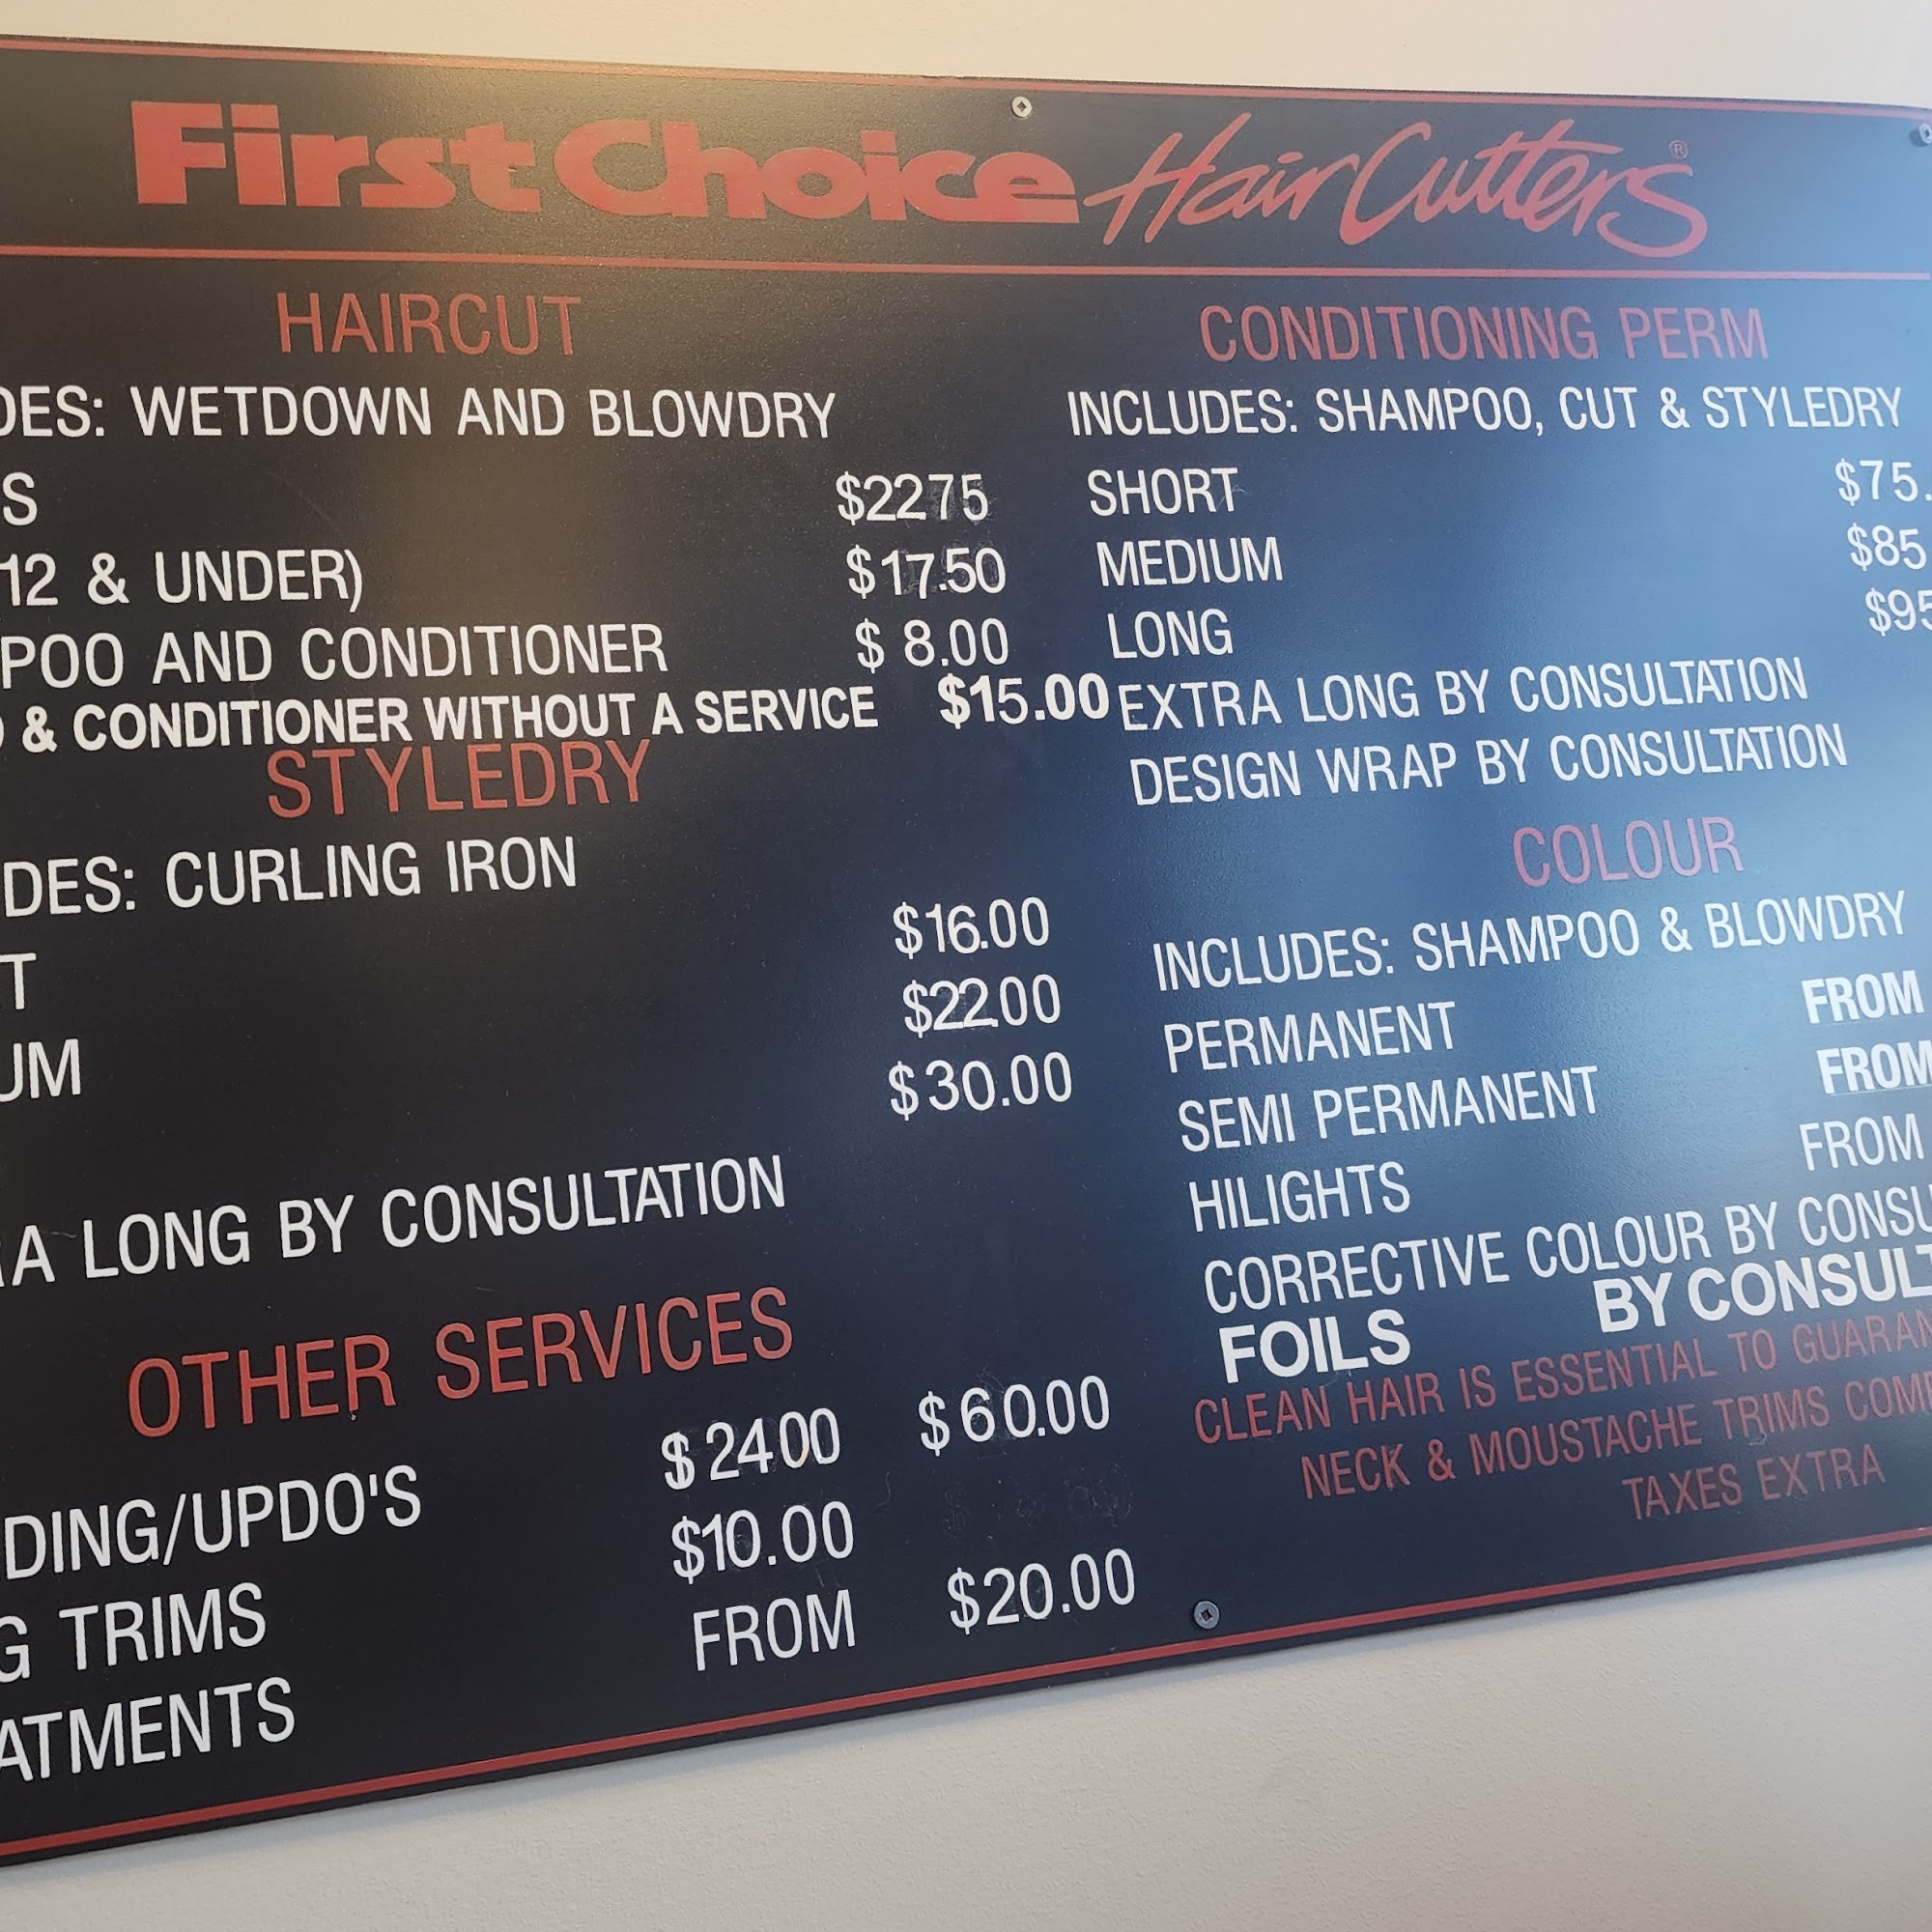 First Choice Hair Cutters®
HAIRCUT
DES: WETDOWN AND BLOWDRY
S $2275
12 & UNDER) $17.50
POO AND CONDITIONER $ 8.00
& CONDITIONER WITHOUT A SERVICE $15.00
STYLEDRY
DES: CURLING IRON
T $16.00
UM $22.00
$30.00
A LONG BY CONSULTATION
OTHER SERVICES
DING/UPDO'S $2400 $60.00
G TRIMS $10.00
ATMENTS FROM $20.00
CONDITIONING PERM
INCLUDES: SHAMPOO, CUT & STYLEDRY
SHORT $75.
MEDIUM $85
LONG $95
EXTRA LONG BY CONSULTATION
DESIGN WRAP BY CONSULTATION
COLOUR
INCLUDES: SHAMPOO & BLOWDRY
PERMANENT FROM
SEMI PERMANENT FROM
HILIGHTS FROM
CORRECTIVE COLOUR BY CONSU
FOILS BY CONSULT
CLEAN HAIR IS ESSENTIAL TO GUARAN
NECK & MOUSTACHE TRIMS COMP
TAXES EXTRA